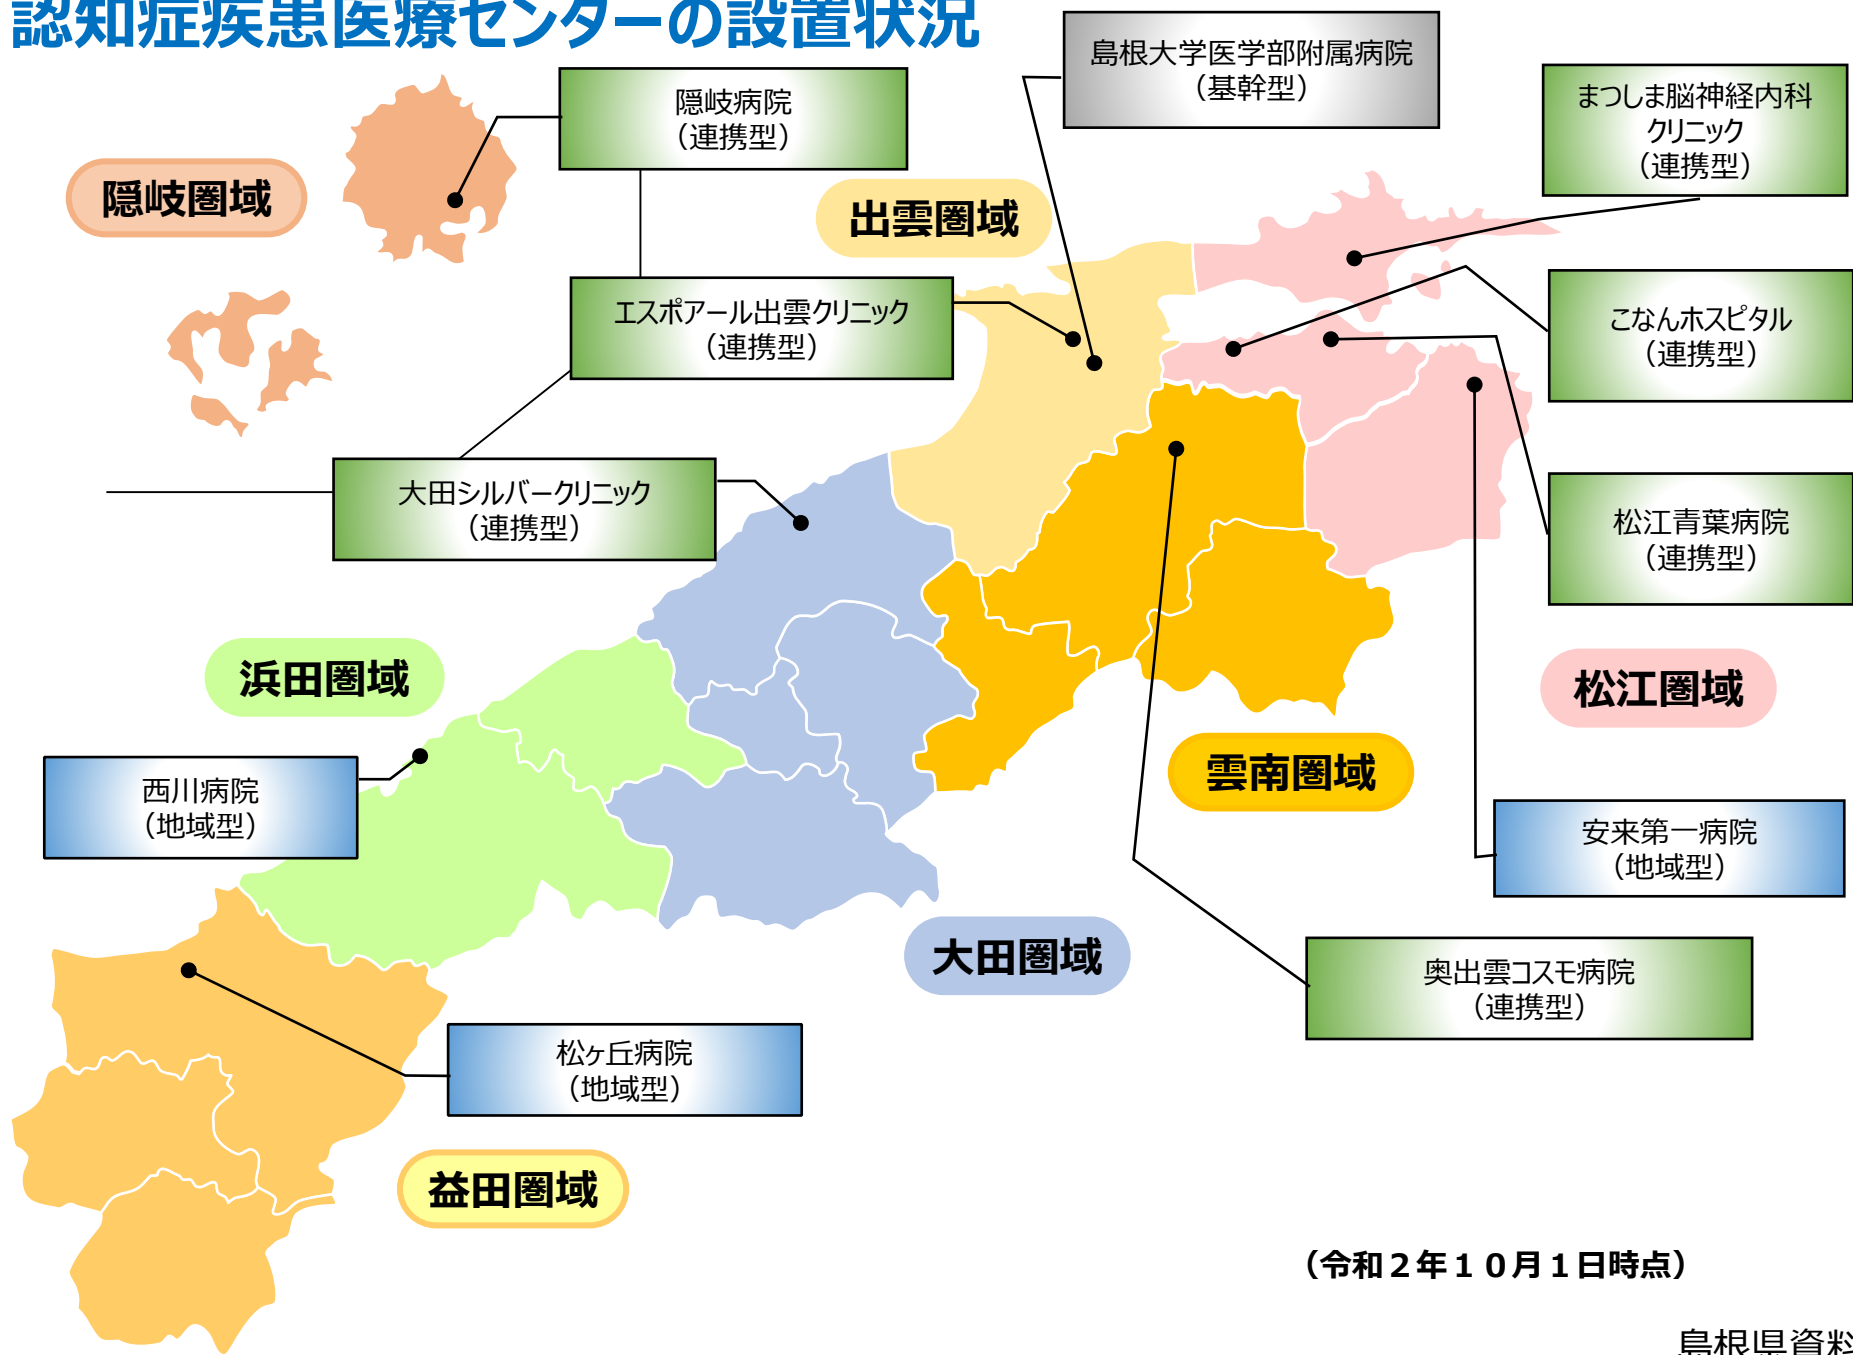 認知症疾患医療センターの設置状況
島根大学医学部附属病院
（基幹型）
隠岐病院
（連携型）
まつしま脳神経内科
クリニック
（連携型）
隠岐圏域
出雲圏域
エスポアール出雲クリニック
（連携型）
こなんホスピタル
（連携型）
大田シルバークリニック
（連携型）
松江青葉病院
（連携型）
浜田圏域
松江圏域
雲南圏域
西川病院
（地域型）
安来第一病院
（地域型）
大田圏域
奥出雲コスモ病院
（連携型）
松ヶ丘病院
（地域型）
益田圏域
（令和２年１０月１日時点）
島根県資料